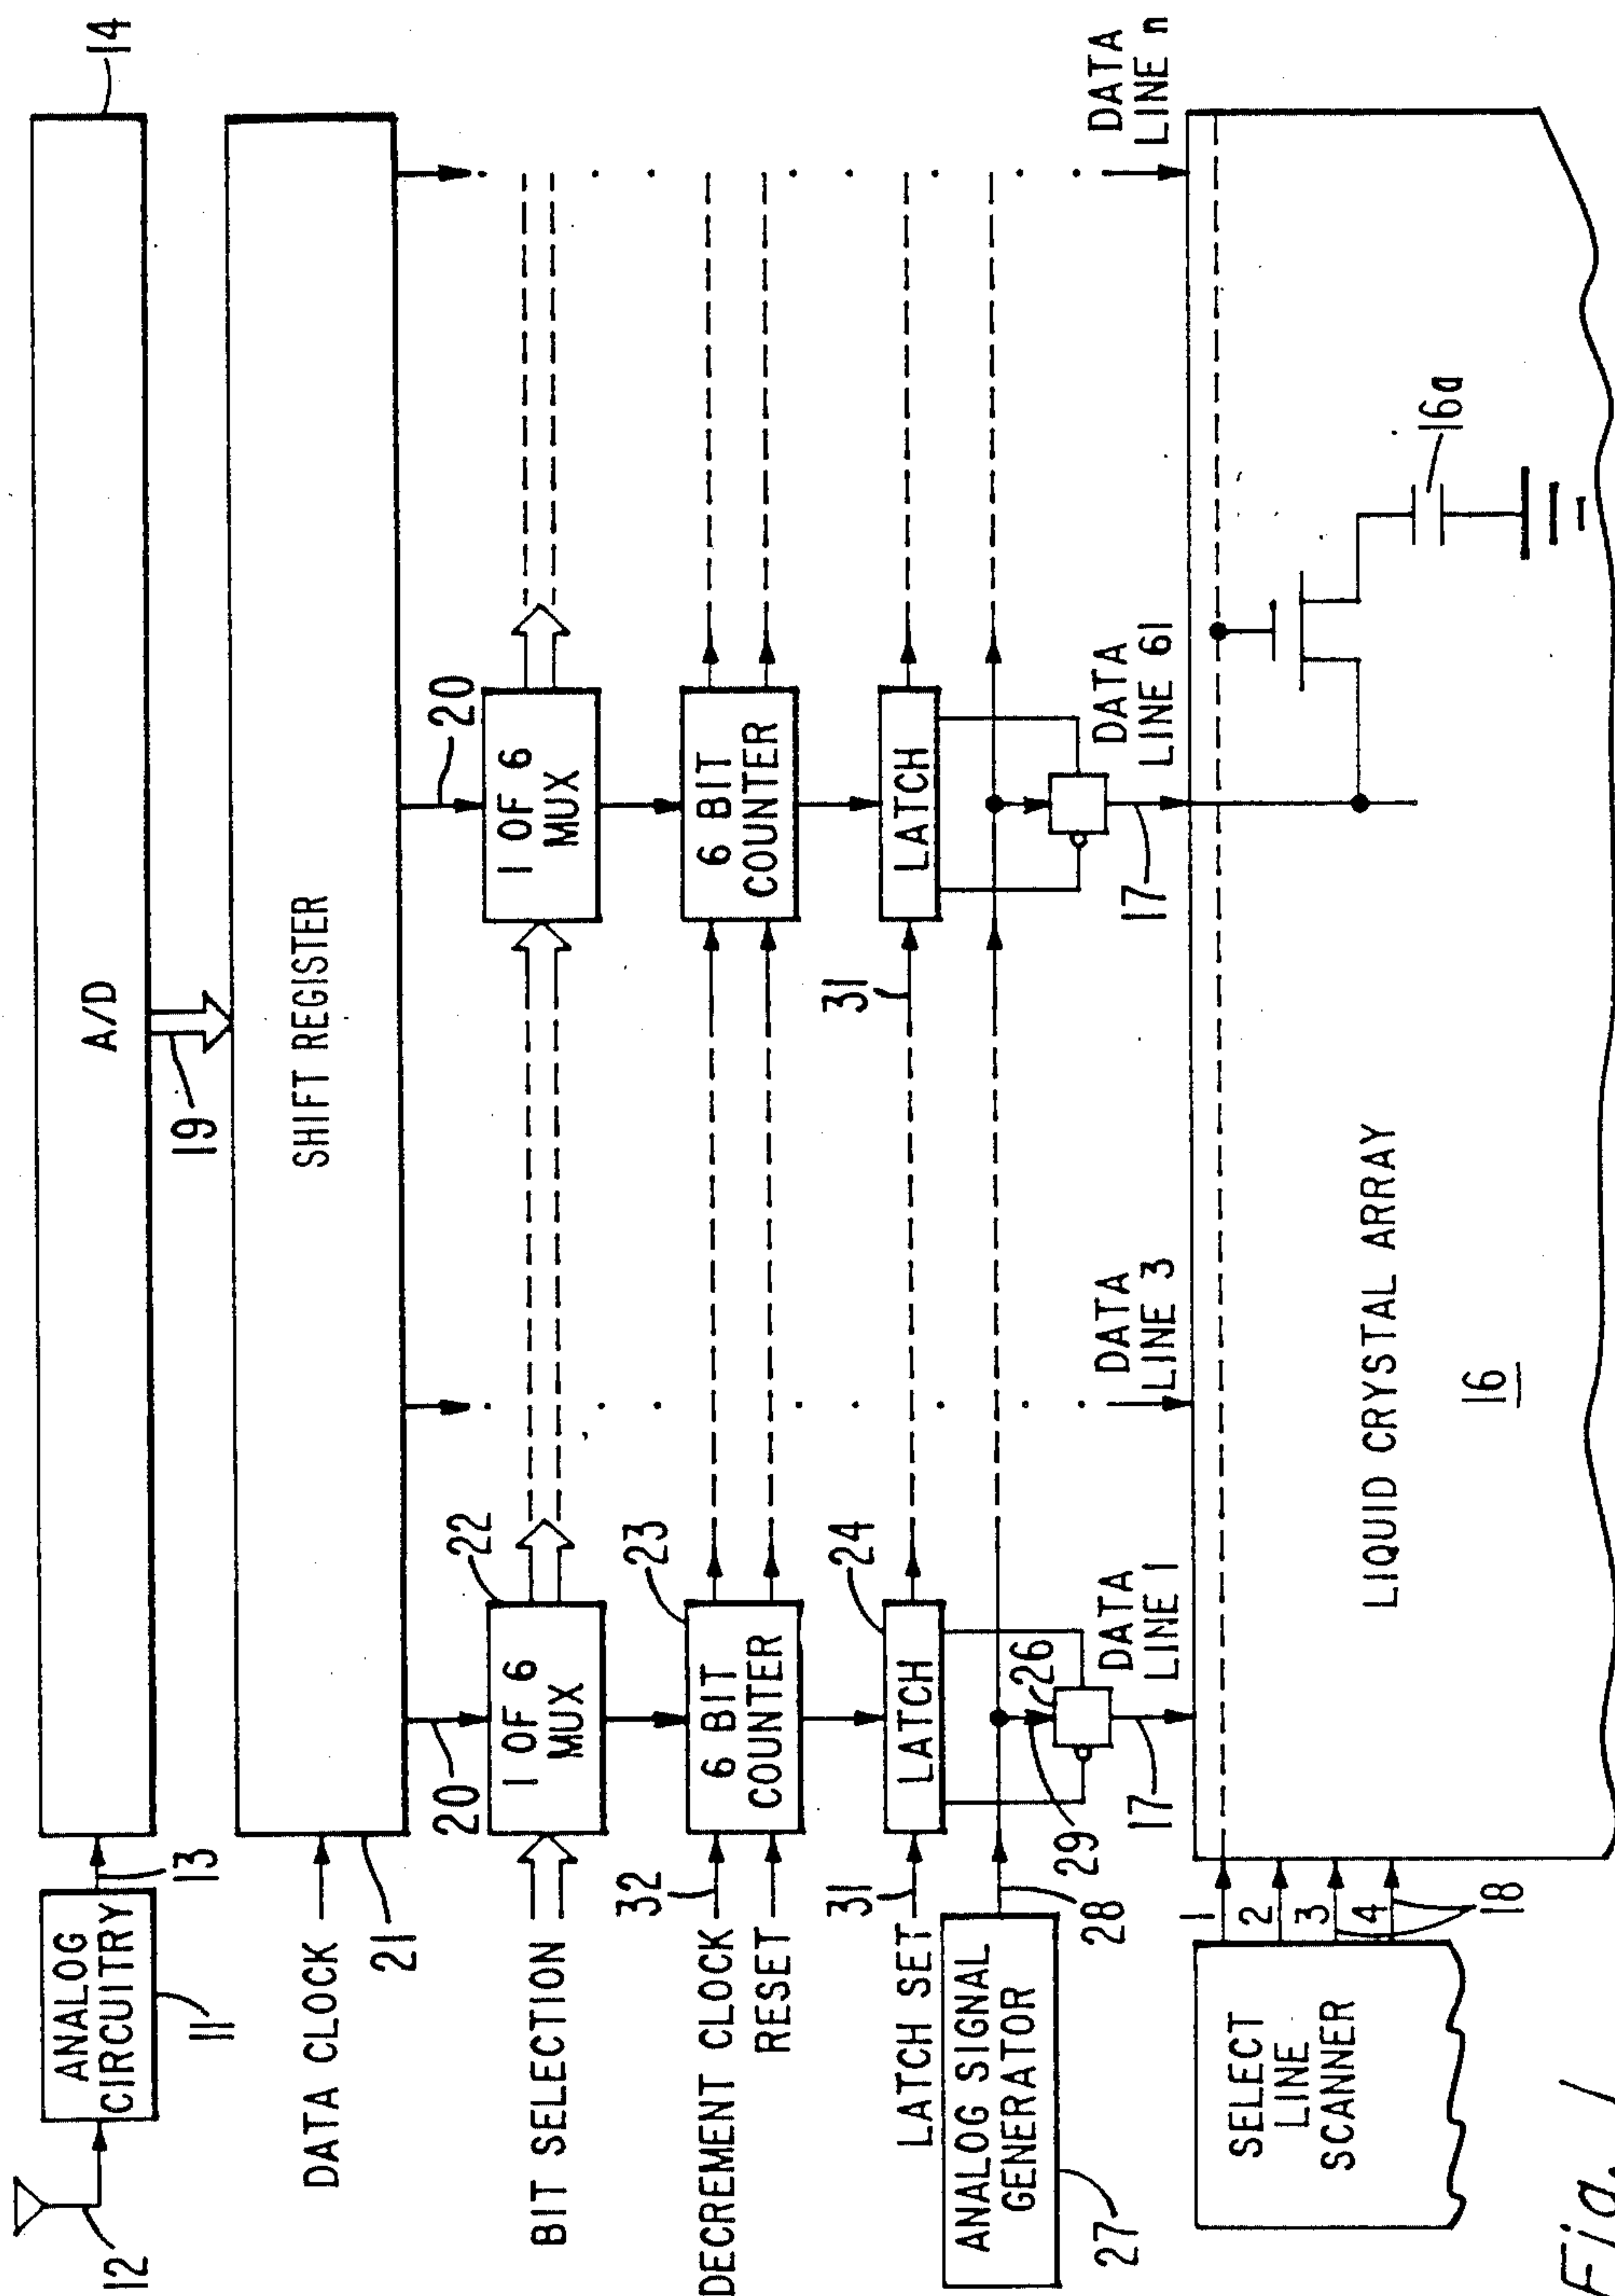 12
ANALOG
CIRCUITRY
11
13
A/D
14
19
DATA CLOCK
21
SHIFT REGISTER
20
20
BIT SELECTION
1 OF 6
MUX
22
1 OF 6
MUX
DECREMENT CLOCK
32
RESET
6 BIT
COUNTER
23
6 BIT
COUNTER
LATCH SET
31
LATCH
24
31
LATCH
ANALOG SIGNAL
GENERATOR
27
28
29
26
17
DATA
LINE 1
DATA
LINE 3
17
DATA
LINE 61
DATA
LINE n
SELECT
LINE
SCANNER
1
2
3
4
18
LIQUID CRYSTAL ARRAY
16
16a
Fig. 1